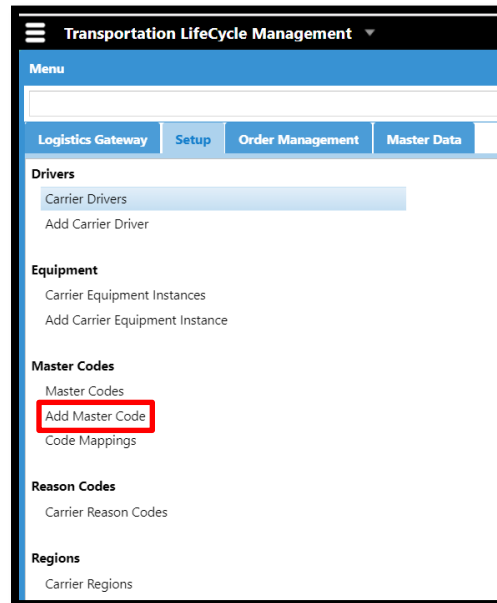 Transportation LifeCycle Management
Menu
Logistics Gateway Setup Order Management Master Data
Drivers
Carrier Drivers
Add Carrier Driver
Equipment
Carrier Equipment Instances
Add Carrier Equipment Instance
Master Codes
Master Codes
Add Master Code
Code Mappings
Reason Codes
Carrier Reason Codes
Regions
Carrier Regions